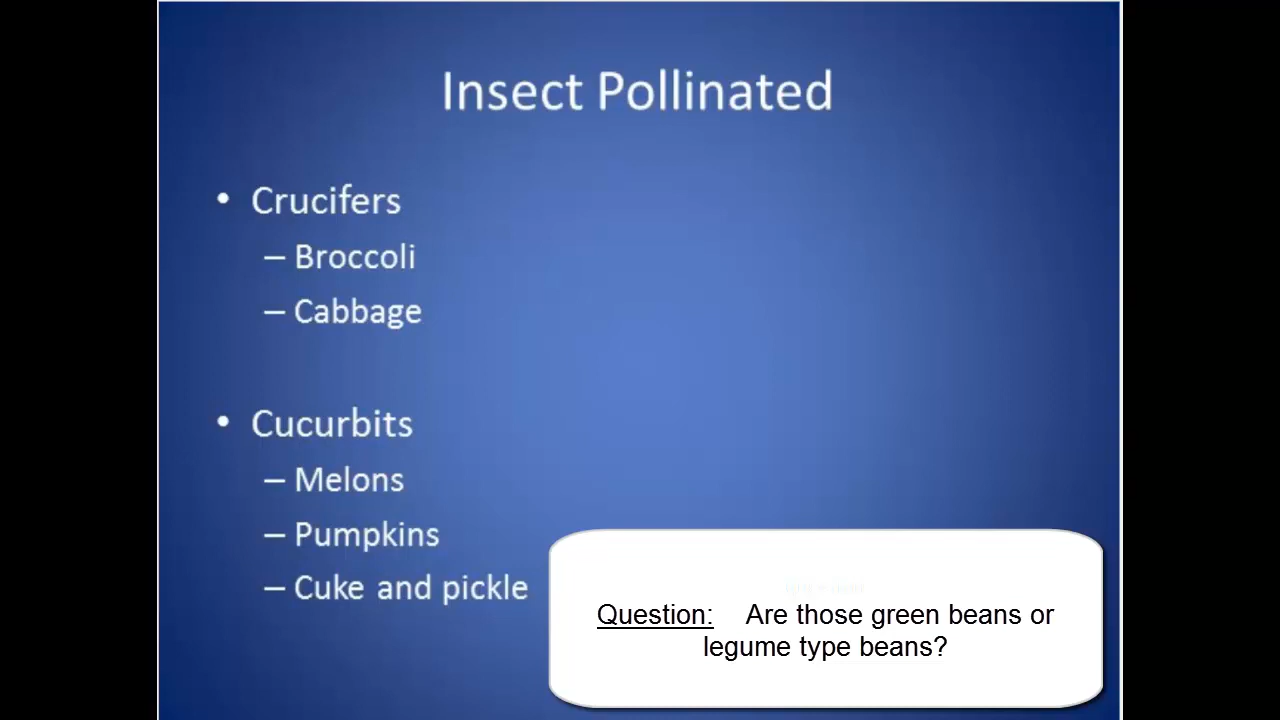 Insect Pollinated
• Crucifers
– Broccoli
– Cabbage
• Cucurbits
– Melons
– Pumpkins
– Cuke and pickle
Question: Are those green beans or
legume type beans?